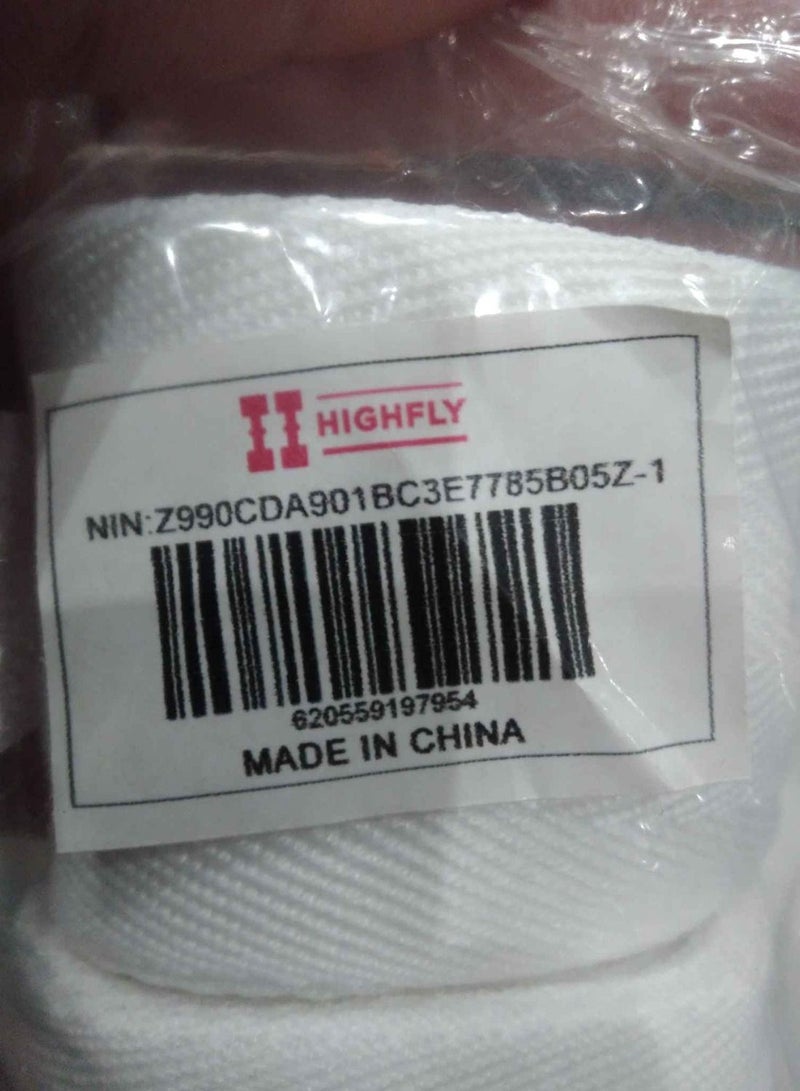 HIGHFLY
NIN:Z990CDA901BC3E7785B05Z-1
620559197954
MADE IN CHINA